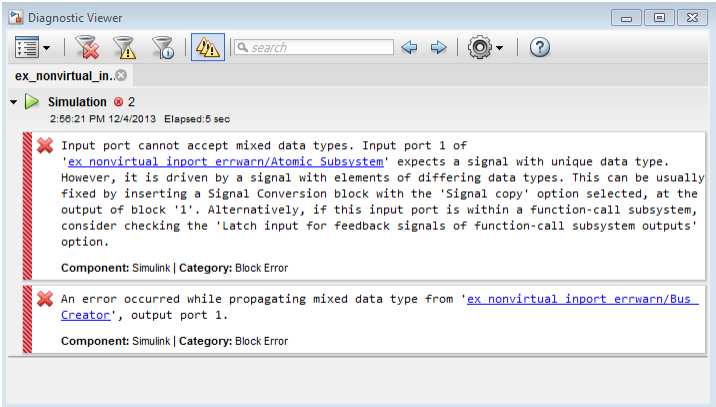 Diagnostic Viewer
search
ex_nonvirtual_in..
Simulation 2
2:56:21 PM 12/4/2013 Elapsed:5 sec
Input port cannot accept mixed data types. Input port 1 of
'ex_nonvirtual_inport_errwarn/Atomic Subsystem' expects a signal with unique data type.
However, it is driven by a signal with elements of differing data types. This can be usually
fixed by inserting a Signal Conversion block with the 'Signal copy' option selected, at the
output of block '1'. Alternatively, if this input port is within a function-call subsystem,
consider checking the 'Latch input for feedback signals of function-call subsystem outputs'
option.
Component: Simulink | Category: Block Error
An error occurred while propagating mixed data type from 'ex_nonvirtual_inport_errwarn/Bus
Creator', output port 1.
Component: Simulink | Category: Block Error